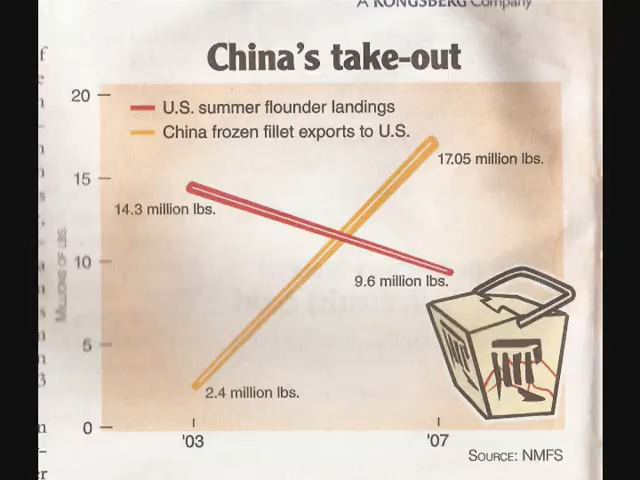 A KONGSBERG Company
China's take-out
20
U.S. summer flounder landings
China frozen fillet exports to U.S.
17.05 million lbs.
15
14.3 million lbs.
MILLIONS OF LBS.
10
9.6 million lbs.
5
2.4 million lbs.
0
'03
'07
SOURCE: NMFS